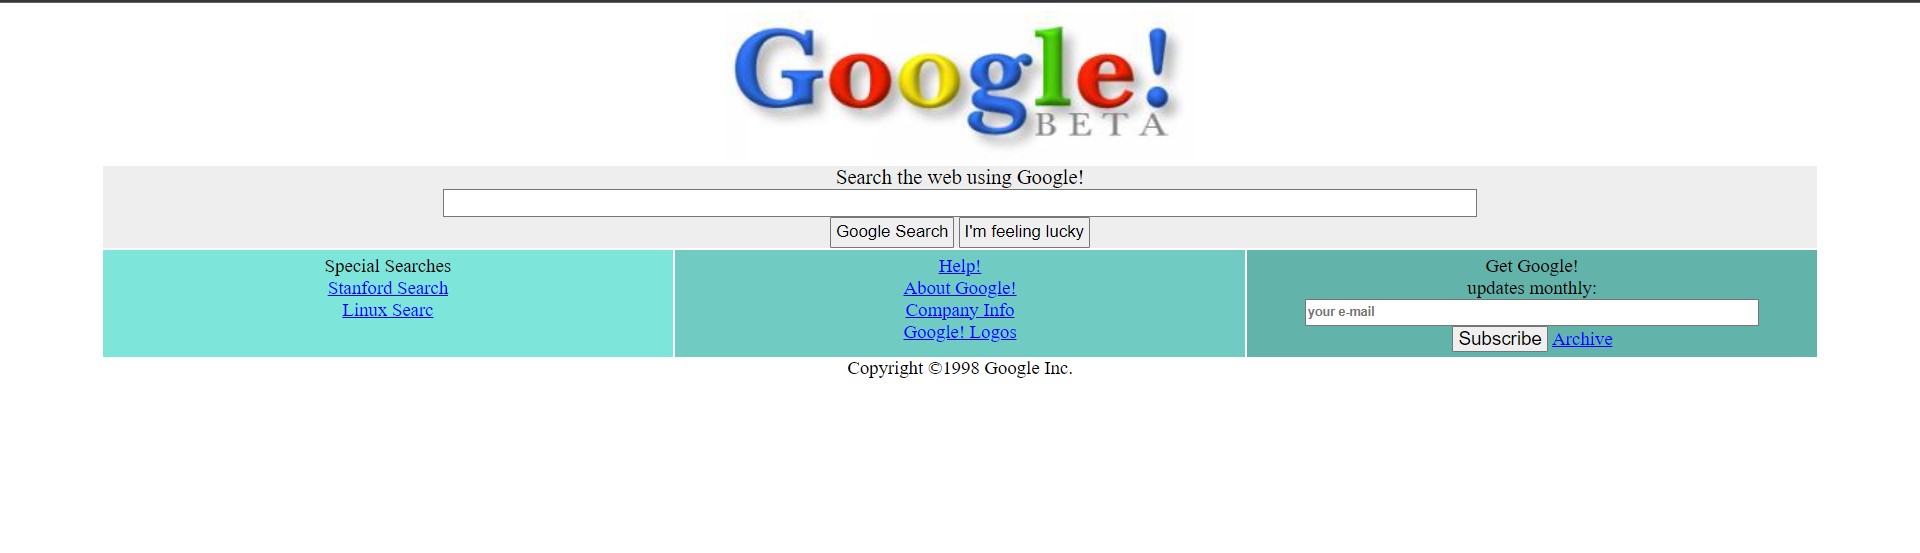 Google!
BETA
Search the web using Google!
Google Search I'm feeling lucky
Special Searches
Stanford Search
Linux Searc
Help!
About Google!
Company Info
Google! Logos
Get Google!
updates monthly:
your e-mail
Subscribe Archive
Copyright ©1998 Google Inc.